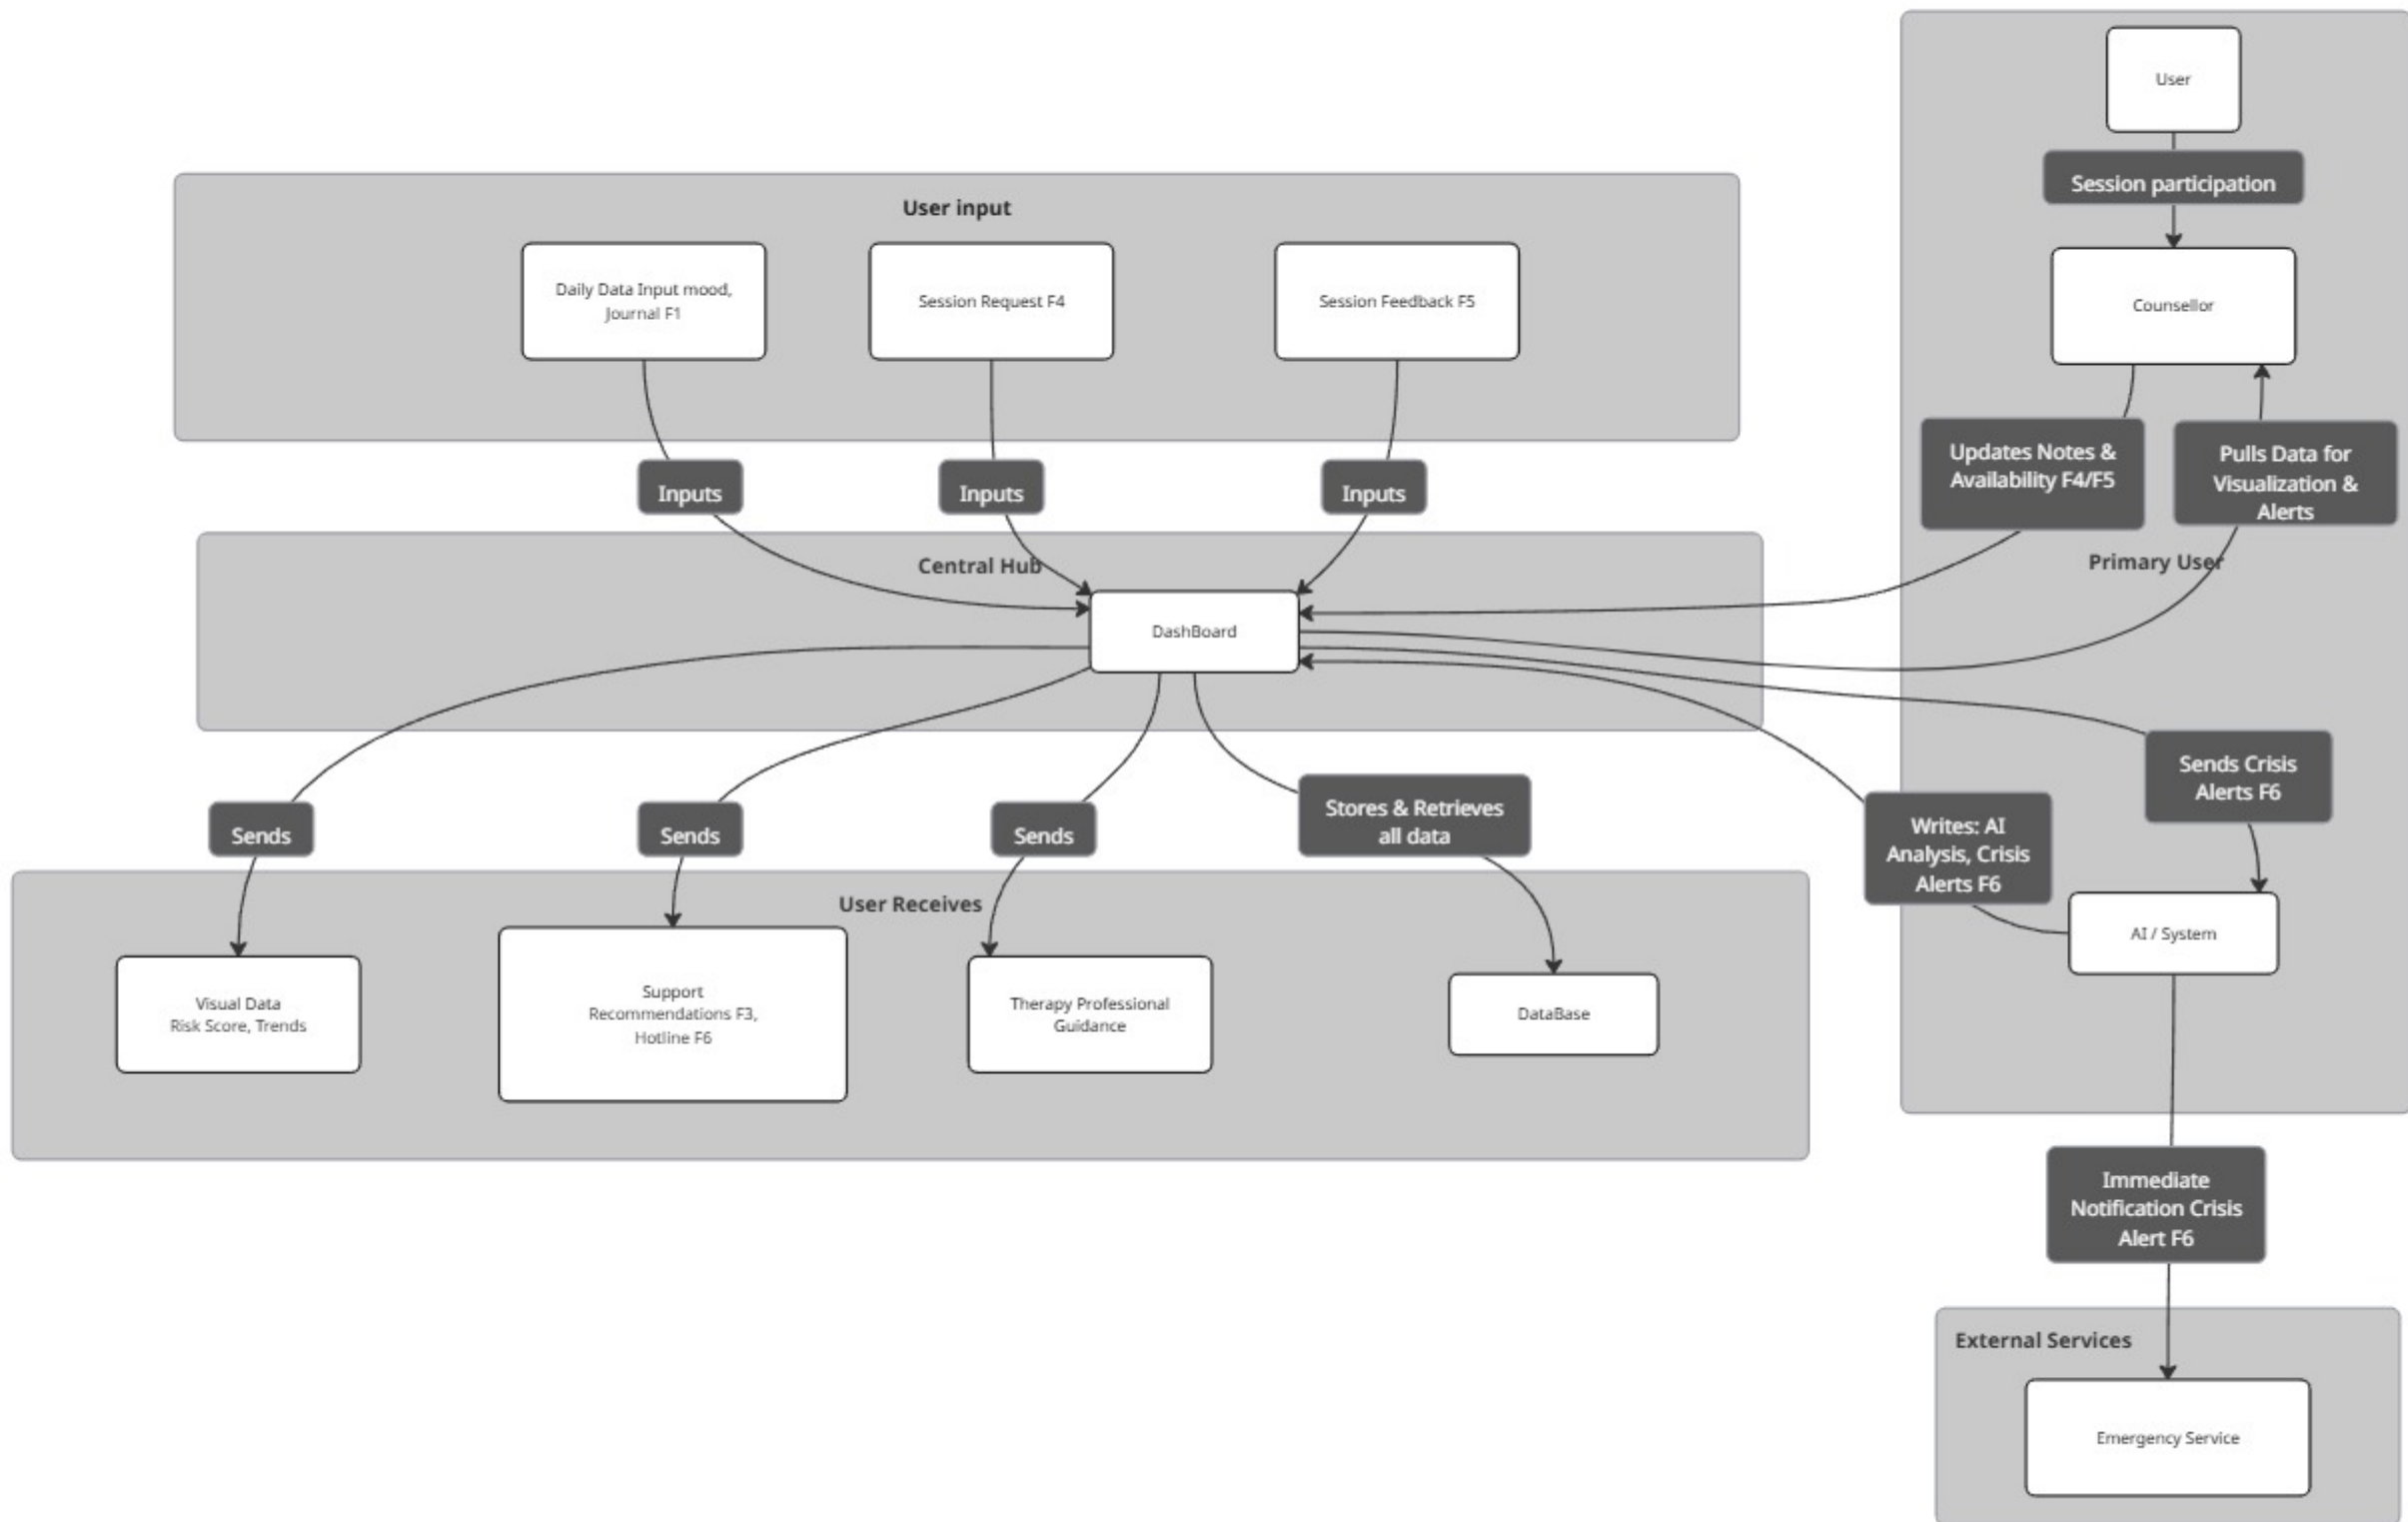 User
Session participation
User input
Daily Data Input mood,
Journal F1
Session Request F4
Session Feedback F5
Counsellor
Updates Notes &
Availability F4/F5
Pulls Data for
Visualization &
Alerts
Inputs
Inputs
Inputs
Central Hub
Primary User
DashBoard
Sends
Sends
Sends
Stores & Retrieves
all data
Sends Crisis
Alerts F6
Writes: AI
Analysis, Crisis
Alerts F6
User Receives
AI / System
Visual Data
Risk Score, Trends
Support
Recommendations F3,
Hotline F6
Therapy Professional
Guidance
DataBase
Immediate
Notification Crisis
Alert F6
External Services
Emergency Service